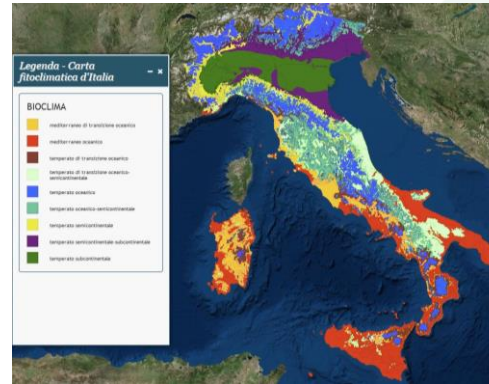 Legenda - Carta
fitoclimatica d'Italia
BIOCLIMA
mediterraneo di transizione oceanico
mediterraneo oceanico
temperato di transizione oceanico
temperato di transizione oceanico-
semicontinentale
temperato oceanico
temperato oceanico-semicontinentale
temperato semicontinentale
temperato semicontinentale-subcontinentale
temperato subcontinentale